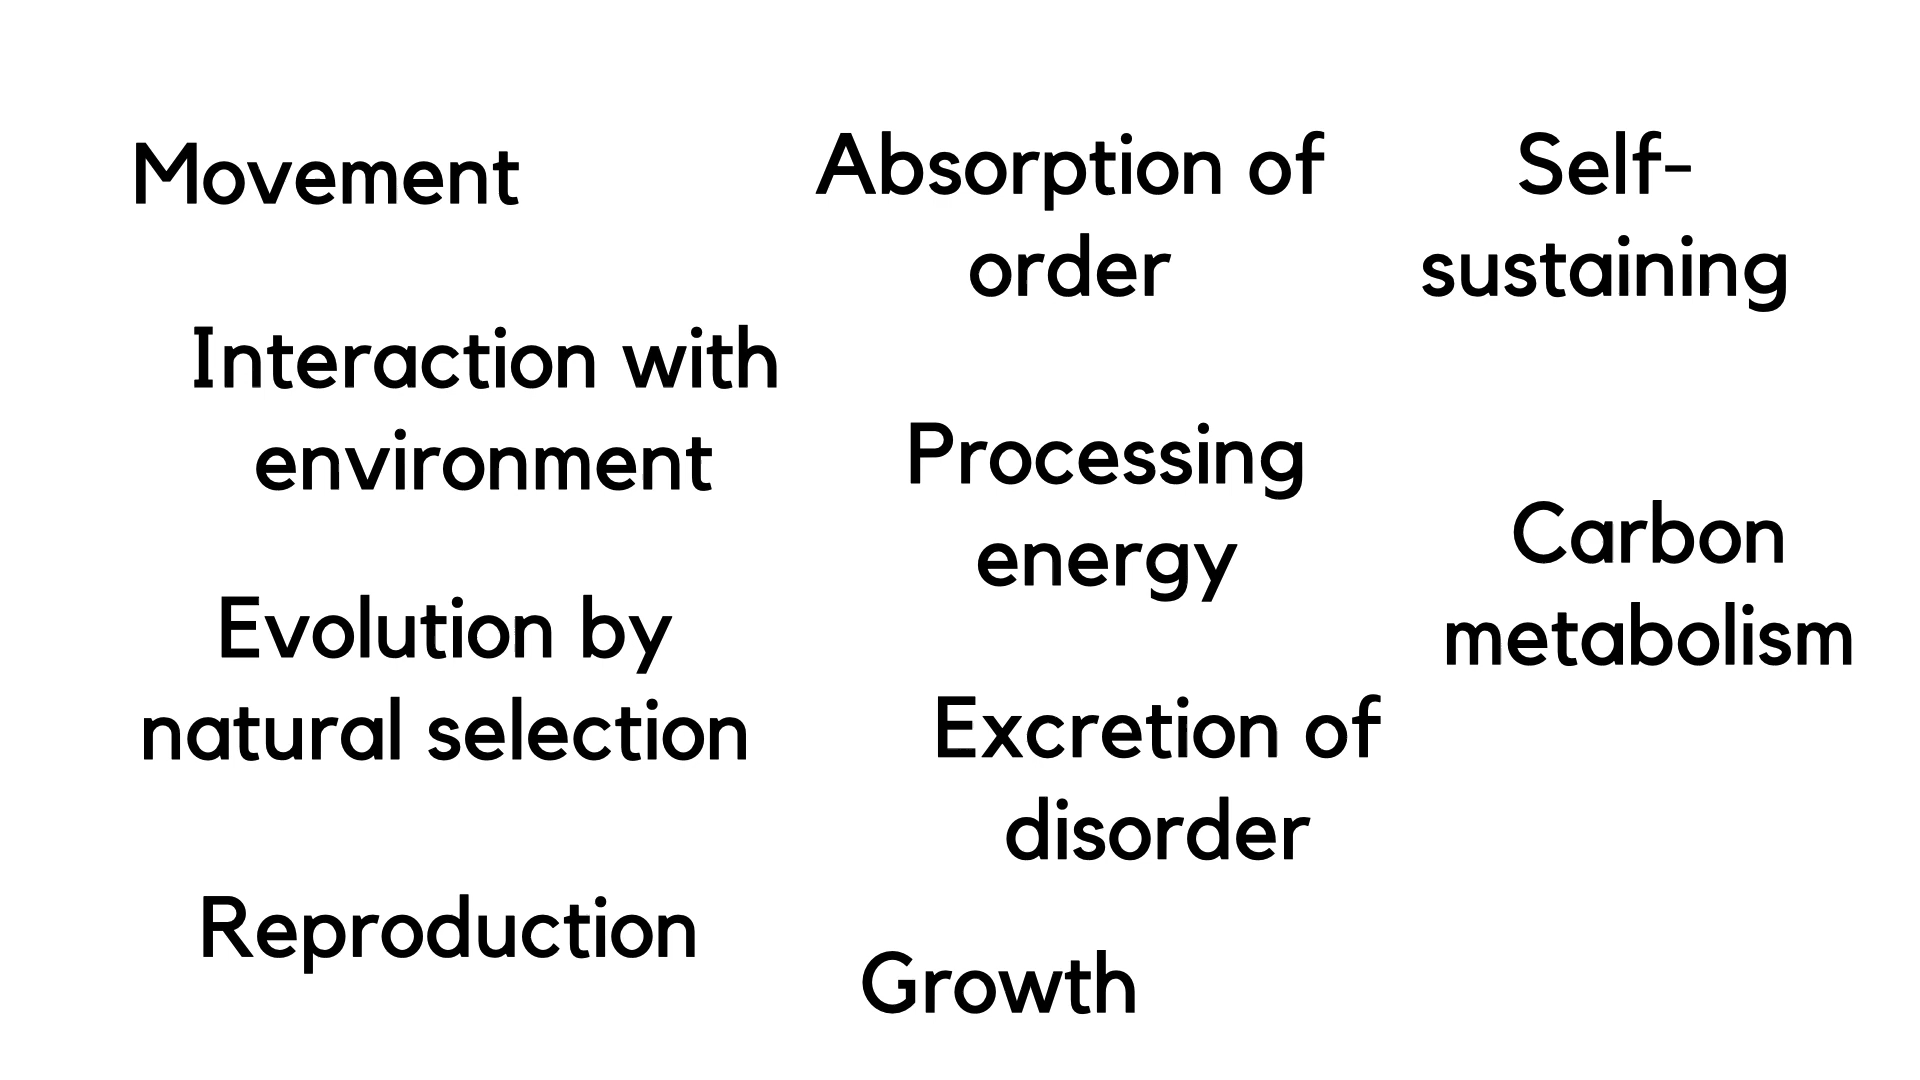 Movement
Interaction with
environment
Evolution by
natural selection
Reproduction
Absorption of
order
Processing
energy
Excretion of
disorder
Growth
Self-
sustaining
Carbon
metabolism